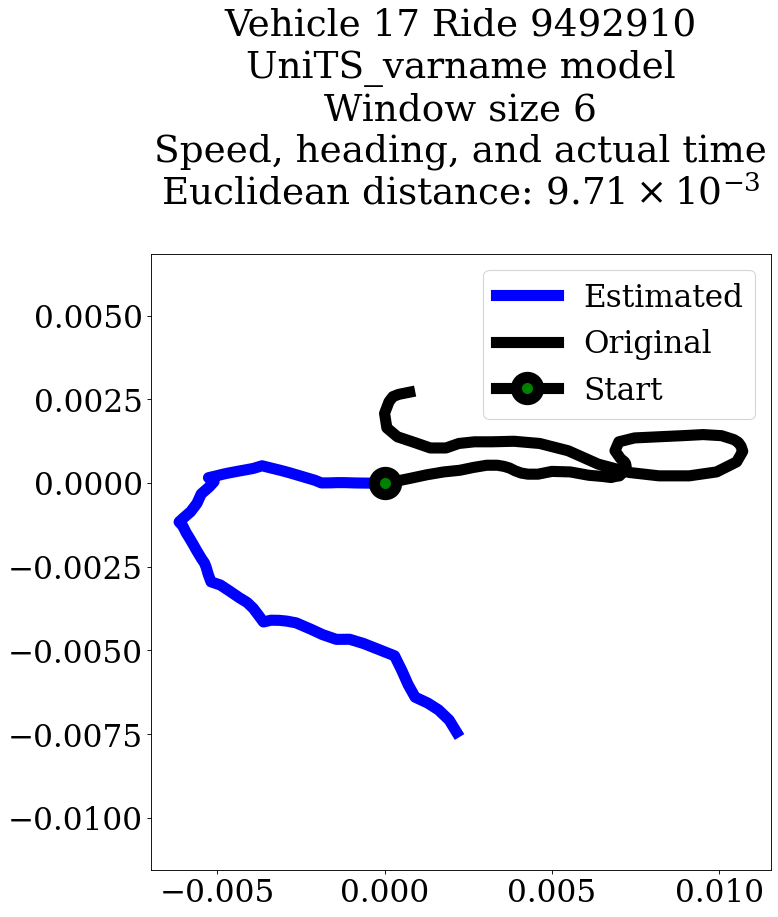 Vehicle 17 Ride 9492910
UniTS_varname model
Window size 6
Speed, heading, and actual time
Euclidean distance: 9.71 × 10⁻³
Estimated
Original
Start
0.0050
0.0025
0.0000
−0.0025
−0.0050
−0.0075
−0.0100
−0.005
0.000
0.005
0.010